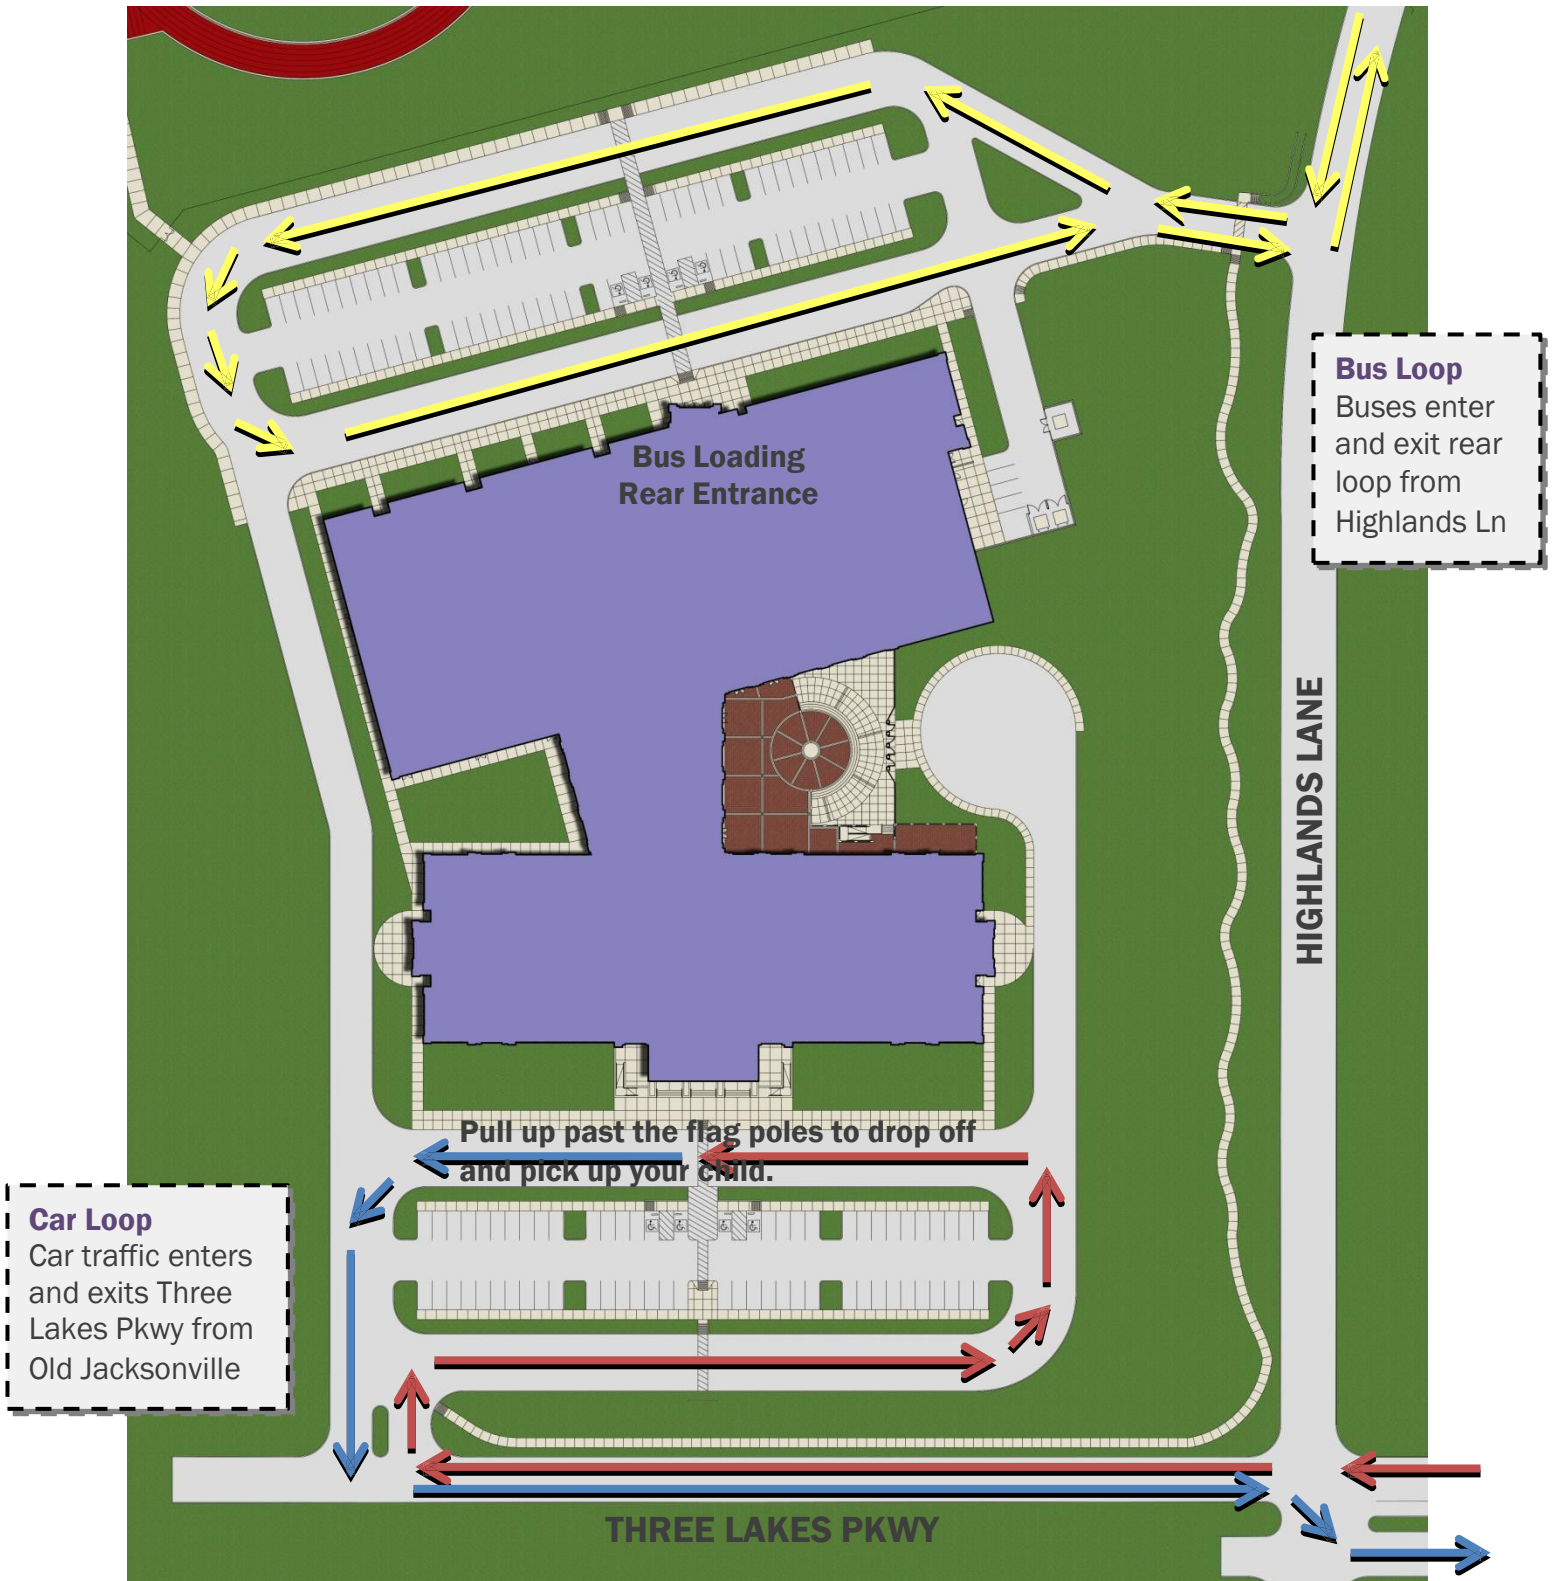 Bus Loop
Buses enter
and exit rear
loop from
Highlands Ln
Bus Loading
Rear Entrance
HIGHLANDS LANE
Pull up past the flag poles to drop off
and pick up your child.
Car Loop
Car traffic enters
and exits Three
Lakes Pkwy from
Old Jacksonville
THREE LAKES PKWY